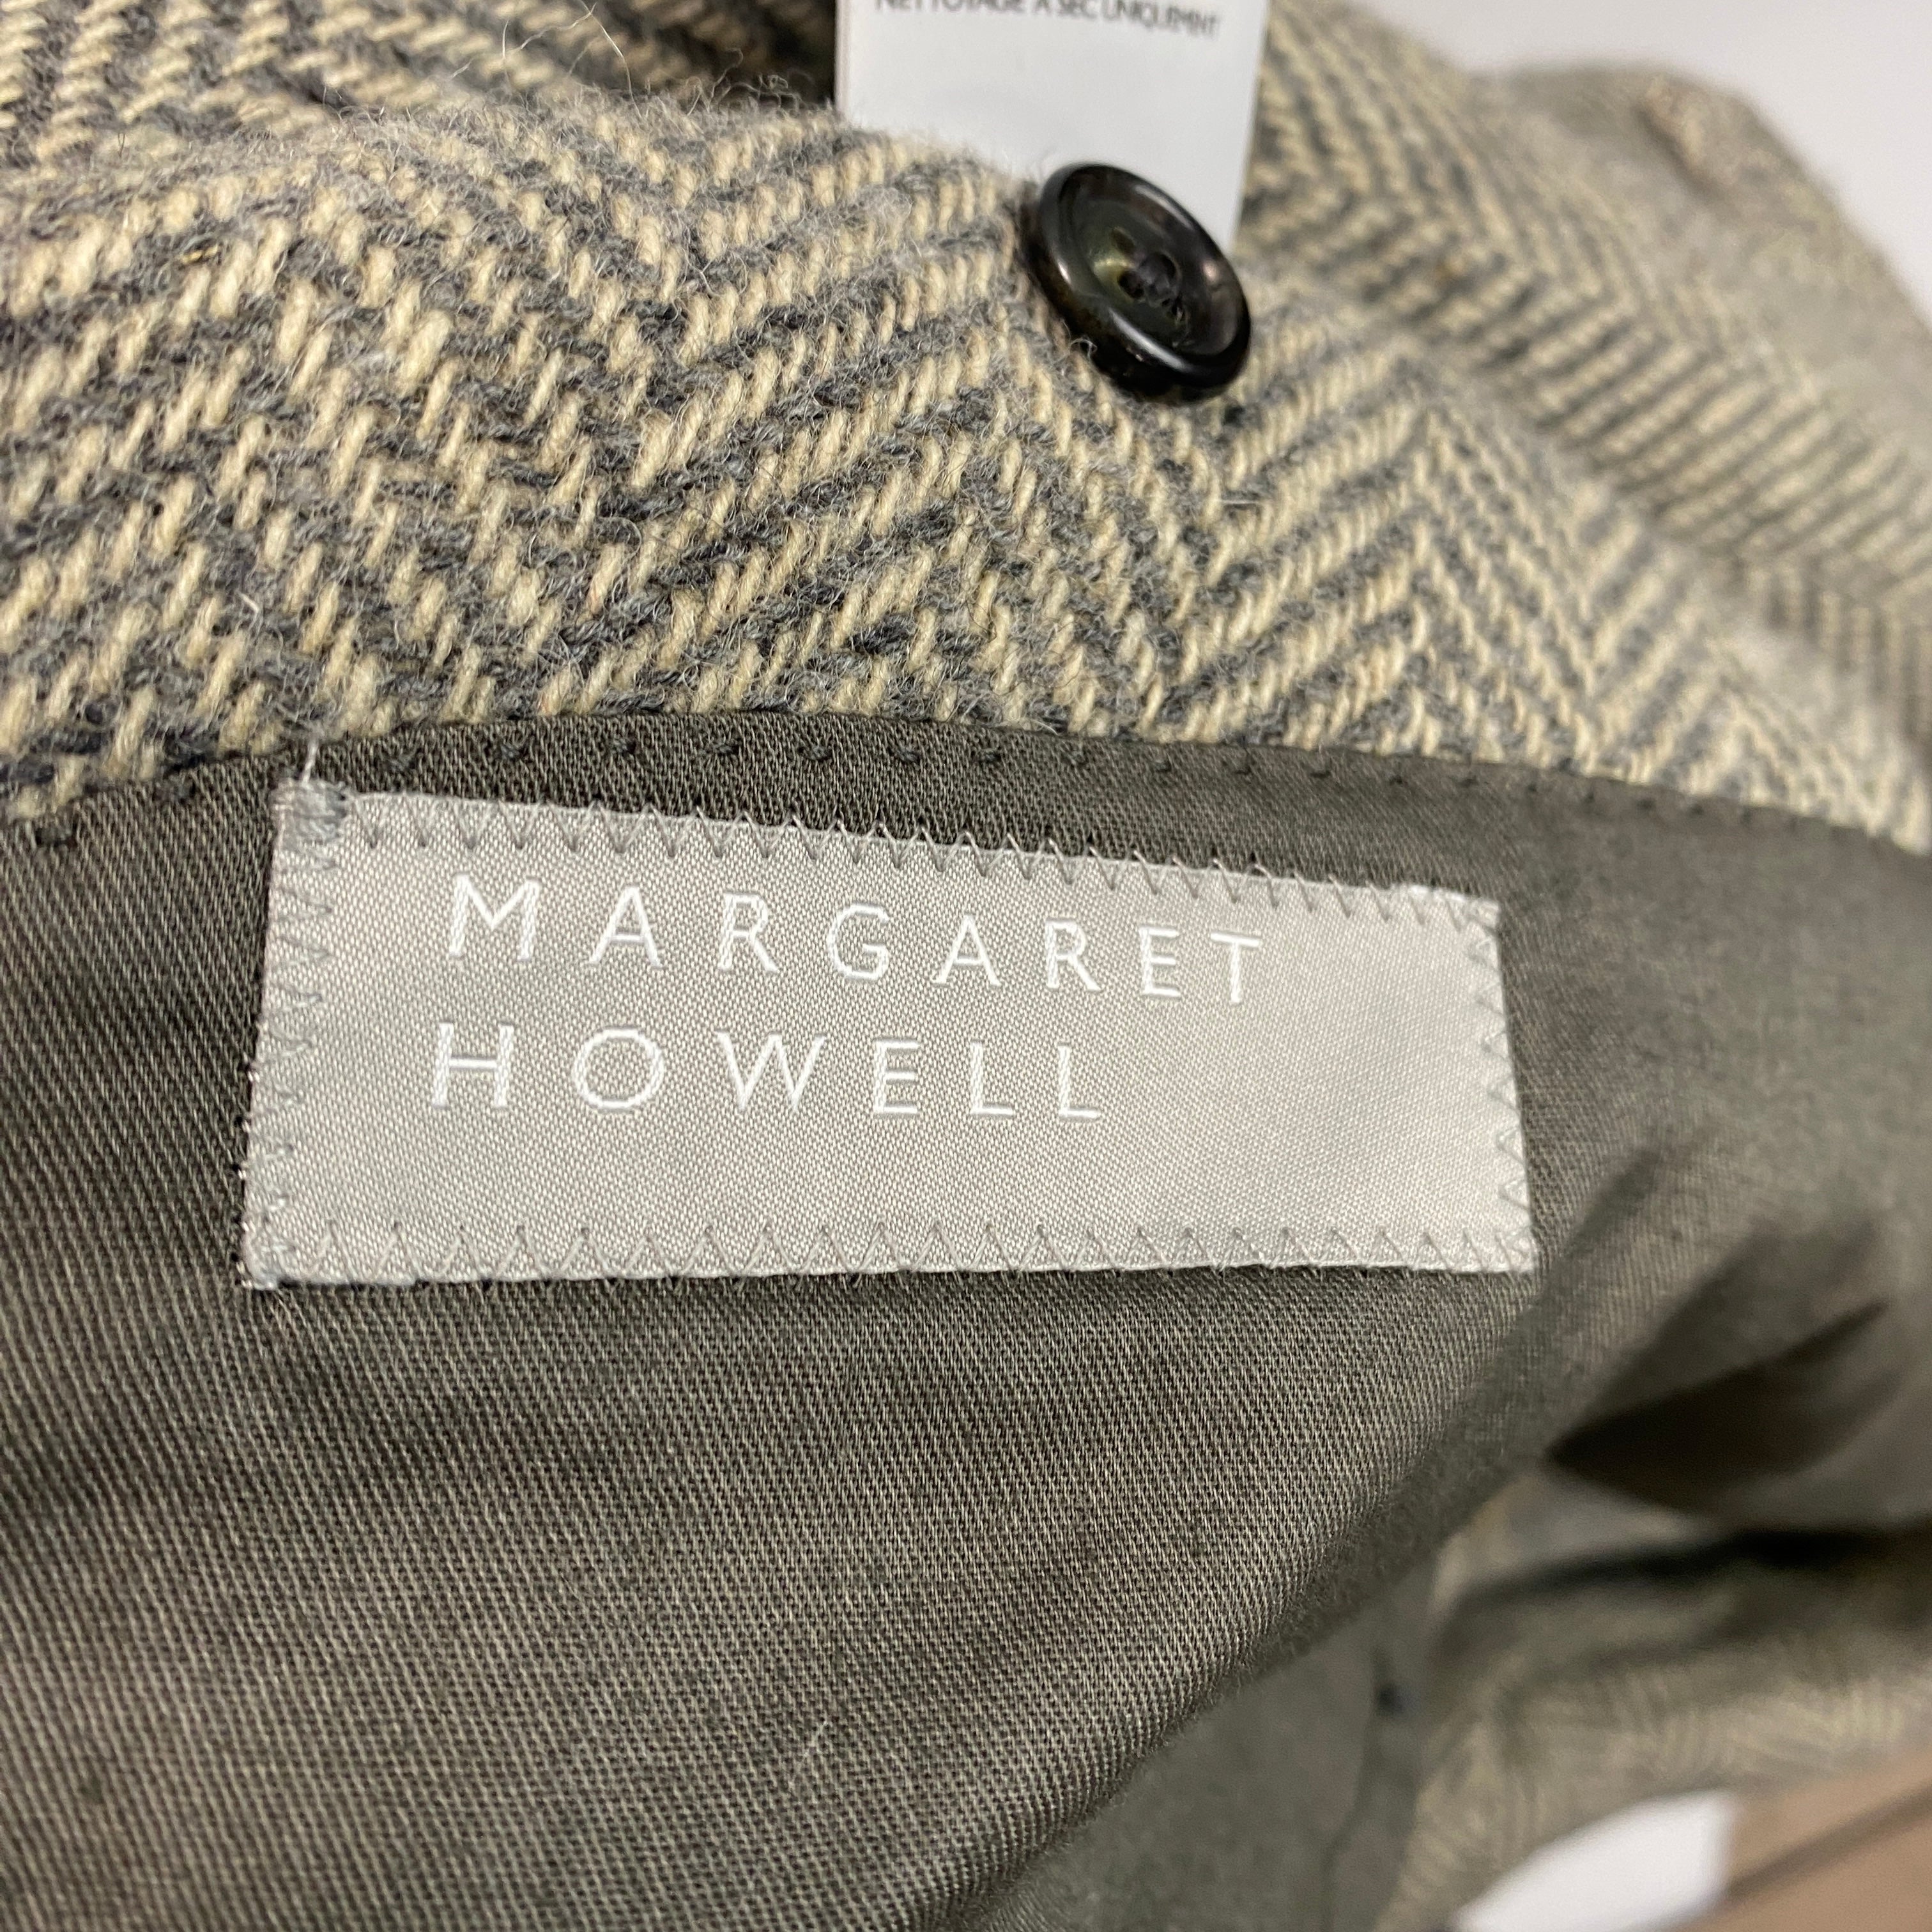 NETTOYAGE A SEC UNIQUEMENT
MARGARET
HOWELL